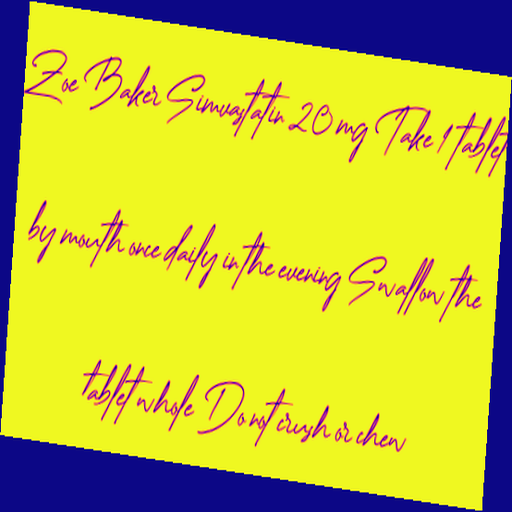 Zoe Baker Simvastatin 20 mg Take 1 tablet
by mouth once daily in the evening Swallow the
tablet whole Do not crush or chew